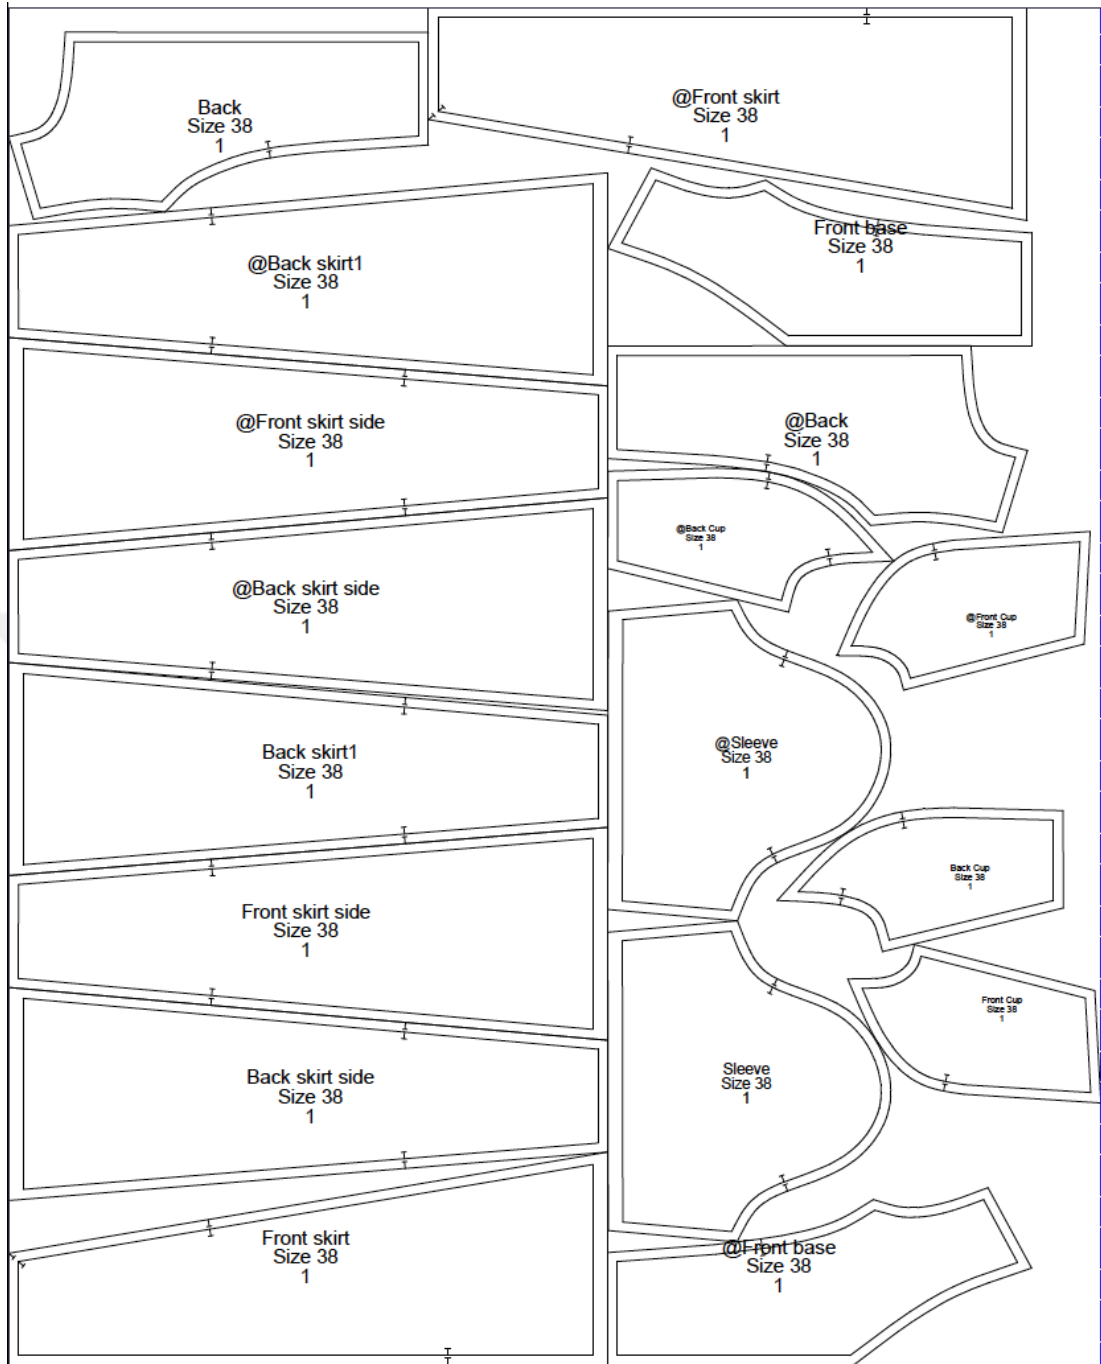 Back
Size 38
1
@Front skirt
Size 38
1
Front base
Size 38
1
@Back skirt1
Size 38
1
@Front skirt side
Size 38
1
@Back
Size 38
1
@Back Cup
Size 38
1
@Back skirt side
Size 38
1
@Front Cup
Size 38
1
Back skirt1
Size 38
1
@Sleeve
Size 38
1
Back Cup
Size 38
1
Front skirt side
Size 38
1
Front Cup
Size 38
1
Back skirt side
Size 38
1
Sleeve
Size 38
1
Front skirt
Size 38
1
@Front base
Size 38
1